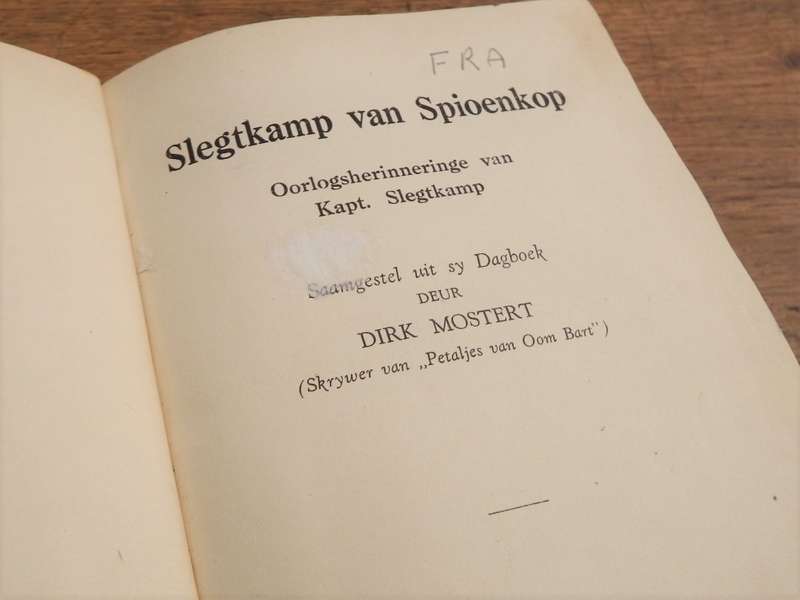 FRA
Slegtkamp van Spioenkop
Oorlogsherinneringe van
Kapt. Slegtkamp
Saamgestel uit sy Dagboek
DEUR
DIRK MOSTERT
(Skrywer van „Petaljes van Oom Bart")